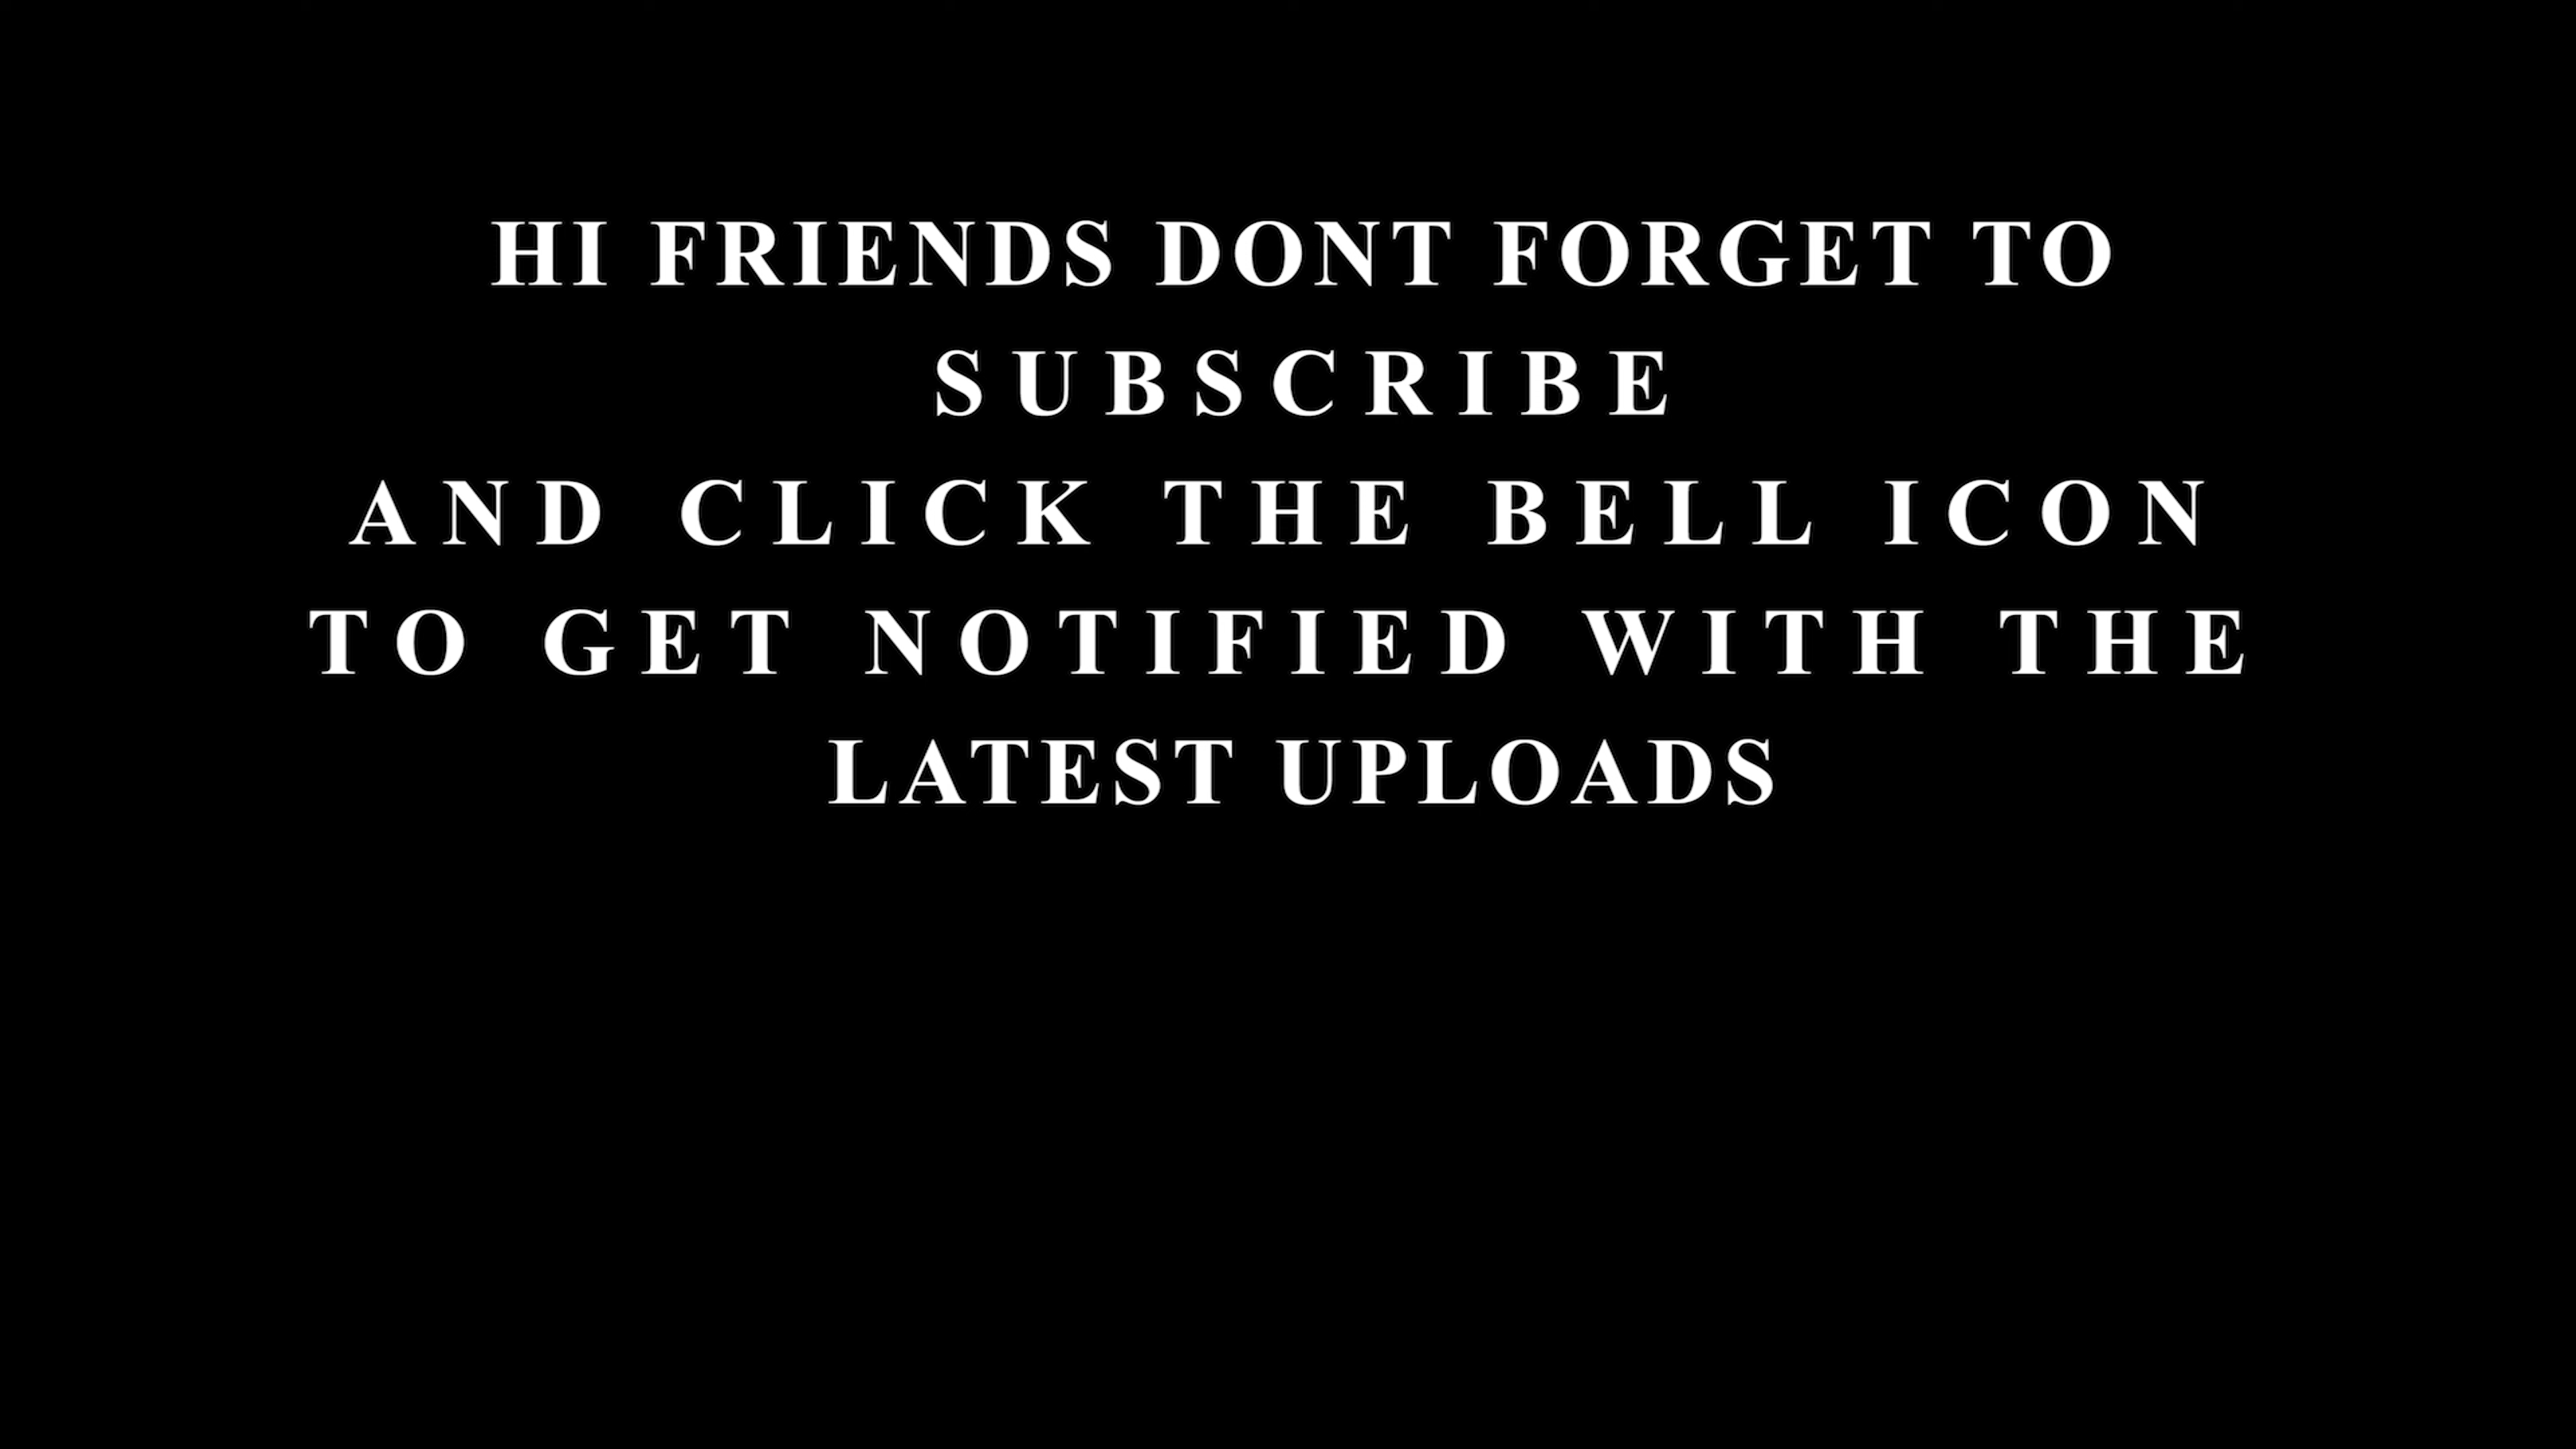 HI FRIENDS DONT FORGET TO
SUBSCRIBE
AND CLICK THE BELL ICON
TO GET NOTIFIED WITH THE
LATEST UPLOADS